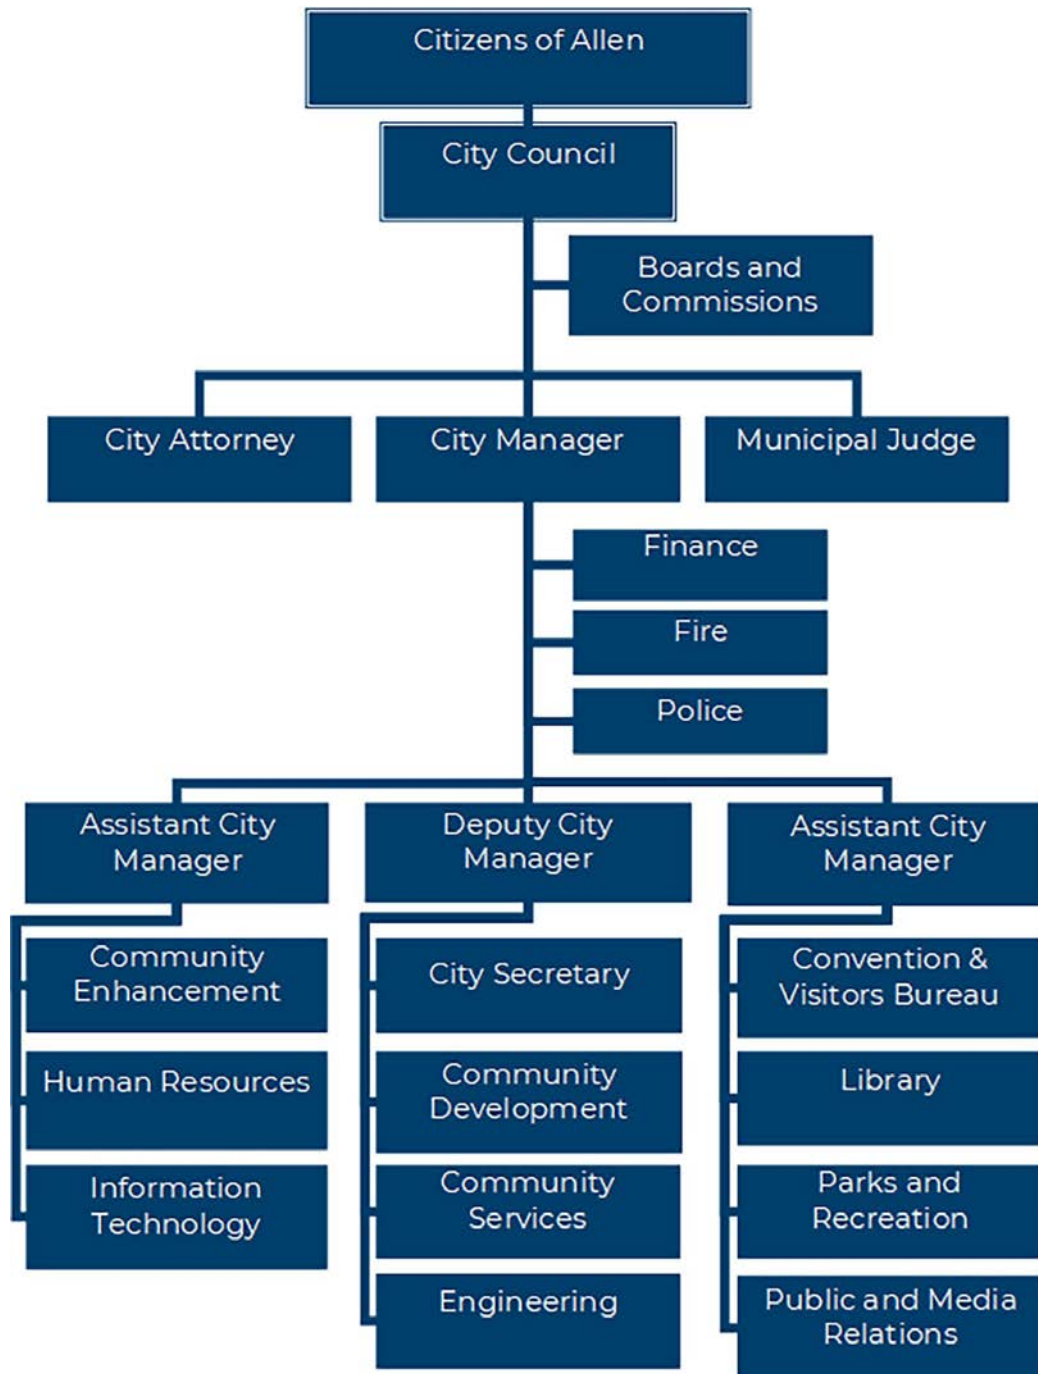 Citizens of Allen
City Council
Boards and
Commissions
City Attorney
City Manager
Municipal Judge
Finance
Fire
Police
Assistant City
Manager
Deputy City
Manager
Assistant City
Manager
Community
Enhancement
Human Resources
Information
Technology
City Secretary
Community
Development
Community
Services
Engineering
Convention &
Visitors Bureau
Library
Parks and
Recreation
Public and Media
Relations